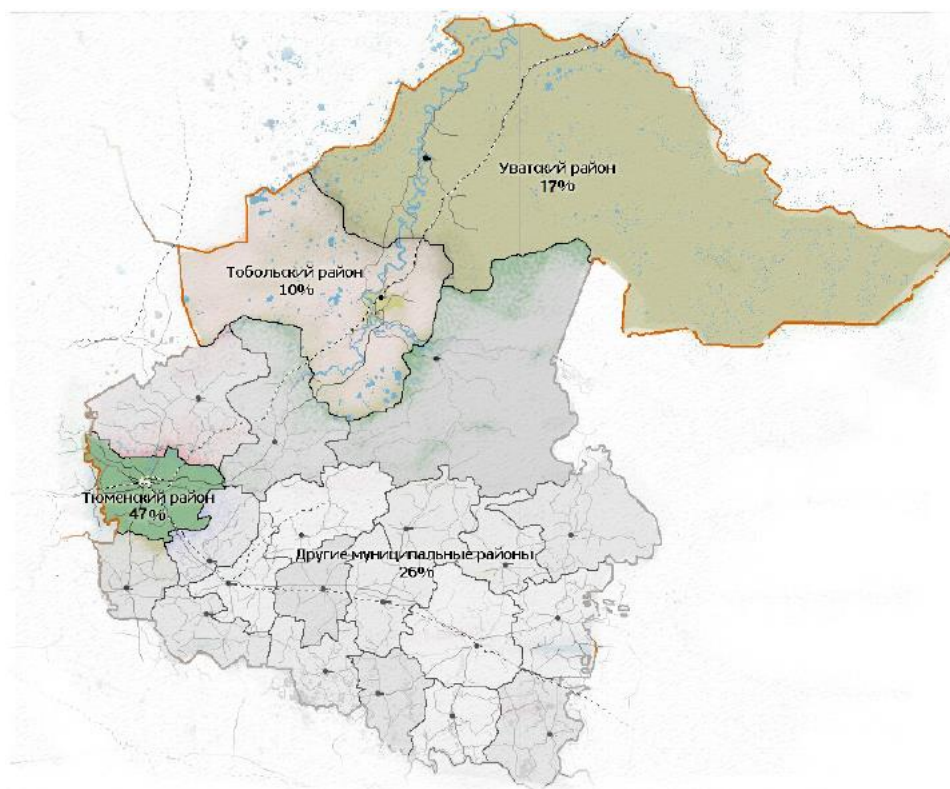 Уватский район
17%
Тобольский район
10%
Тюменский район
47%
Другие муниципальные районы
26%